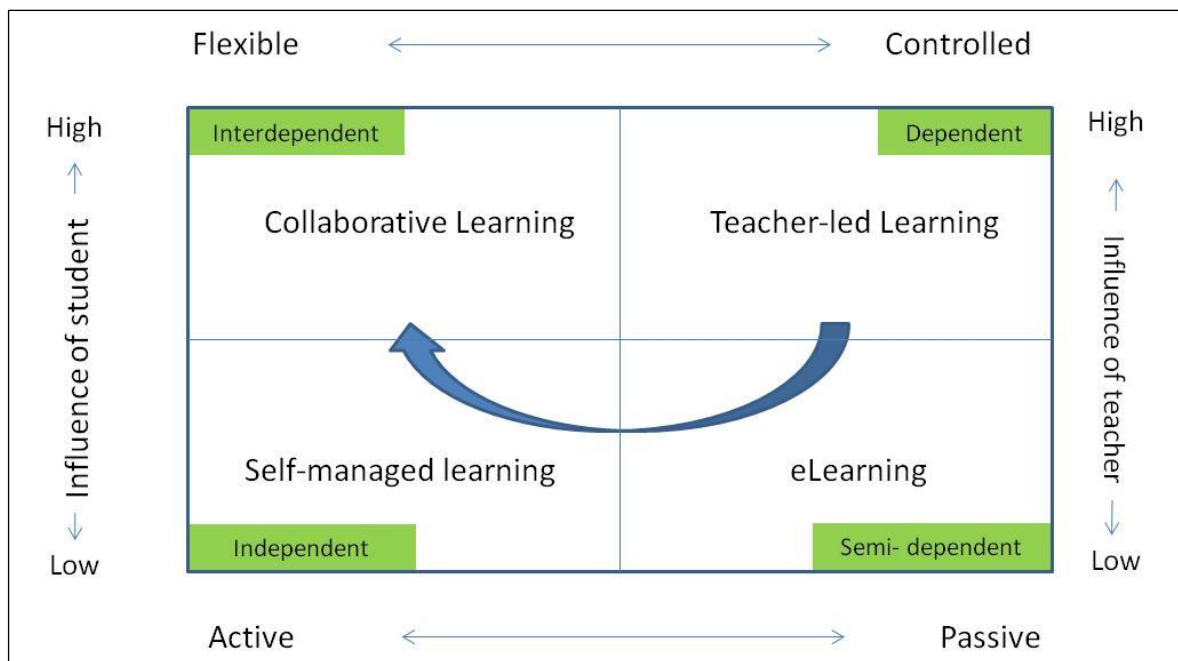 Flexible
Controlled
High
High
Interdependent
Dependent
Collaborative Learning
Teacher-led Learning
Influence of student
Influence of teacher
Self-managed learning
eLearning
Independent
Semi- dependent
Low
Low
Active
Passive